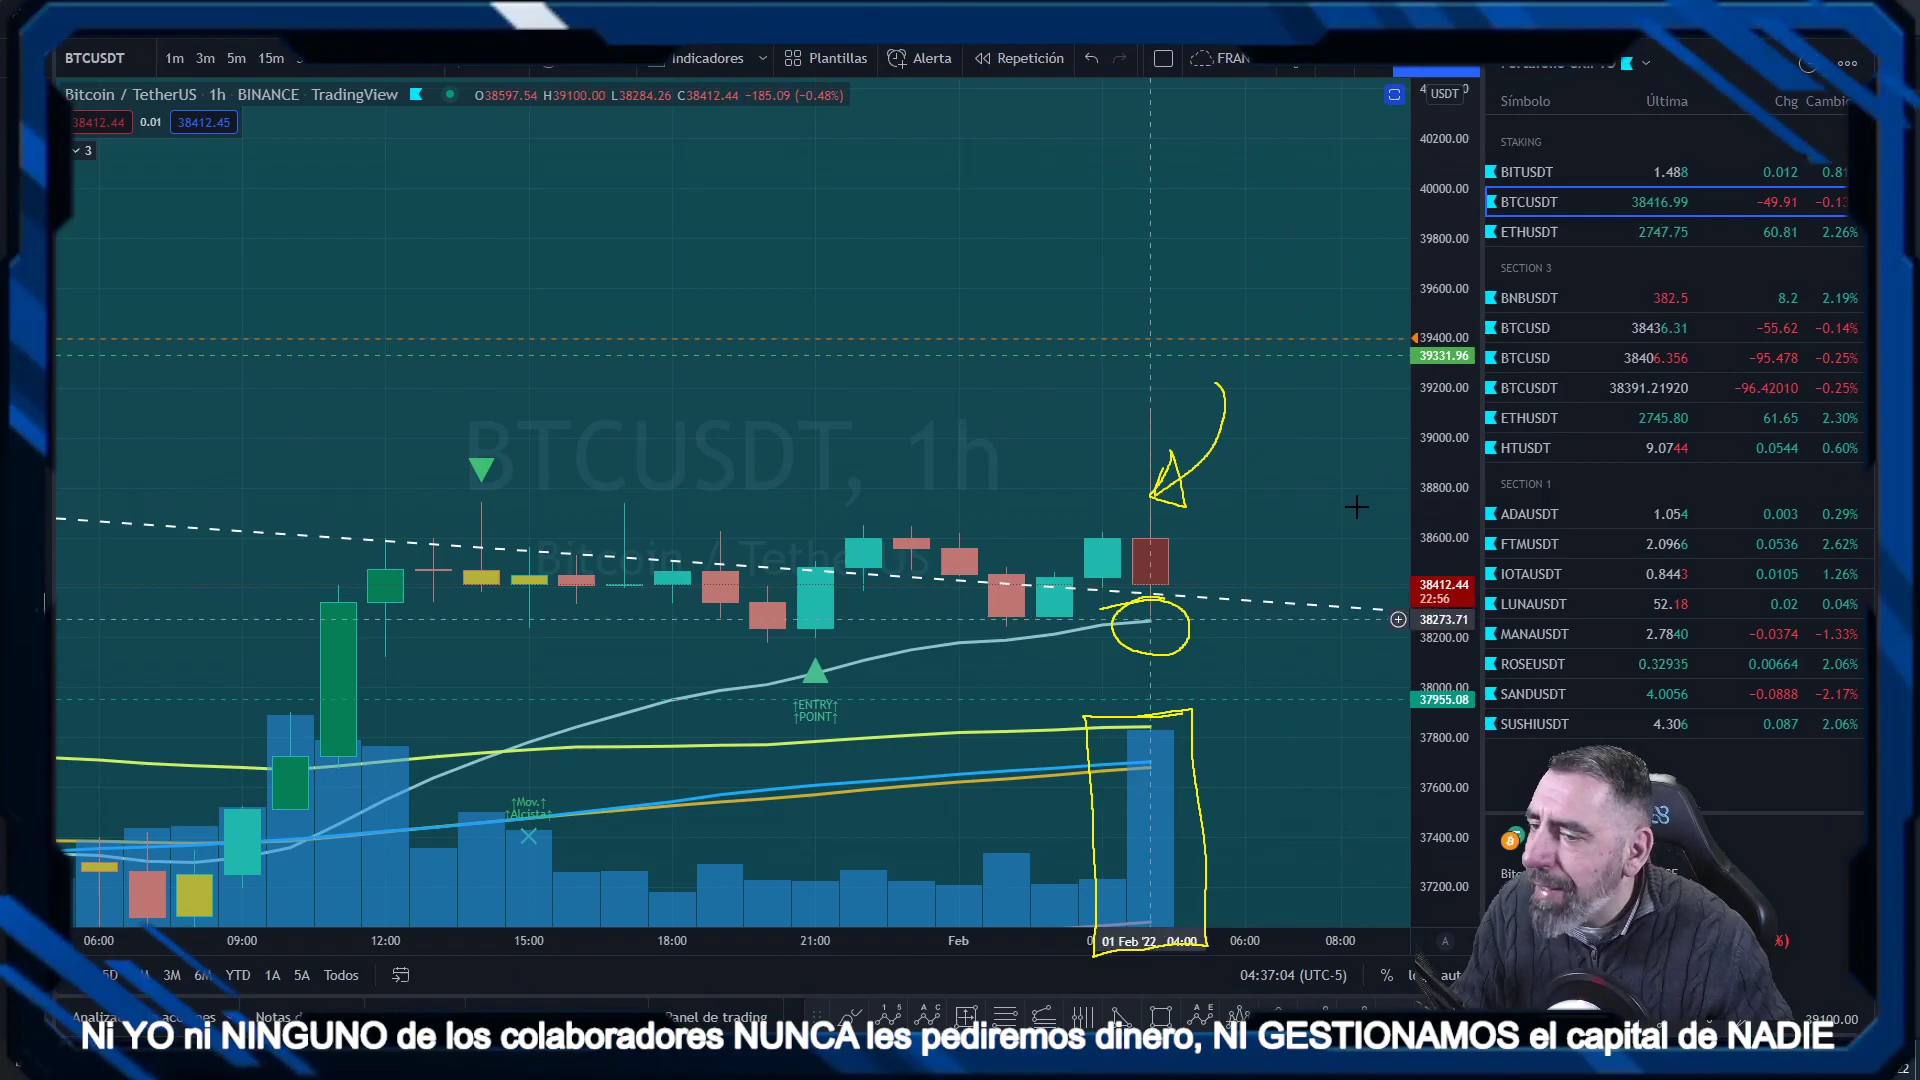 BTCUSDT 1m 3m 5m 15m Indicadores Plantillas Alerta Repetición FRAN
Bitcoin / TetherUS · 1h · BINANCE · TradingView O38597.54 H39100.00 L38284.26 C38412.44 −185.09 (−0.48%)
38412.44 0.01 38412.45
3
USDT
40200.00
40000.00
39800.00
39600.00
39400.00
39331.96
39200.00
39000.00
38800.00
38600.00
38412.44
22:56
38273.71
38200.00
38000.00
37955.08
37800.00
37600.00
37400.00
37200.00
BTCUSDT, 1h
Bitcoin / TetherUS
↑ENTRY↑
↑POINT↑
↑Mov.↑
↑Alcista↑
06:00 09:00 12:00 15:00 18:00 21:00 Feb 01 Feb '22 04:00 06:00 08:00
5D 3M 6M YTD 1A 5A Todos 04:37:04 (UTC-5) % aut
A
Notas Panel de trading
Símbolo Última Chg
STAKING
BITUSDT 1.488 0.012
BTCUSDT 38416.99 −49.91
ETHUSDT 2747.75 60.81 2.26%
SECTION 3
BNBUSDT 382.5 8.2 2.19%
BTCUSD 38436.31 −55.62 −0.14%
BTCUSD 38406.356 −95.478 −0.25%
BTCUSDT 38391.21920 −96.42010 −0.25%
ETHUSDT 2745.80 61.65 2.30%
HTUSDT 9.0744 0.0544 0.60%
SECTION 1
ADAUSDT 1.054 0.003 0.29%
FTMUSDT 2.0966 0.0536 2.62%
IOTAUSDT 0.8443 0.0105 1.26%
LUNAUSDT 52.18 0.02 0.04%
MANAUSDT 2.7840 −0.0374 −1.33%
ROSEUSDT 0.32935 0.00664 2.06%
SANDUSDT 4.0056 −0.0888 −2.17%
SUSHIUSDT 4.306 0.087 2.06%
39100.00
Ni YO ni NINGUNO de los colaboradores NUNCA les pediremos dinero, NI GESTIONAMOS el capital de NADIE